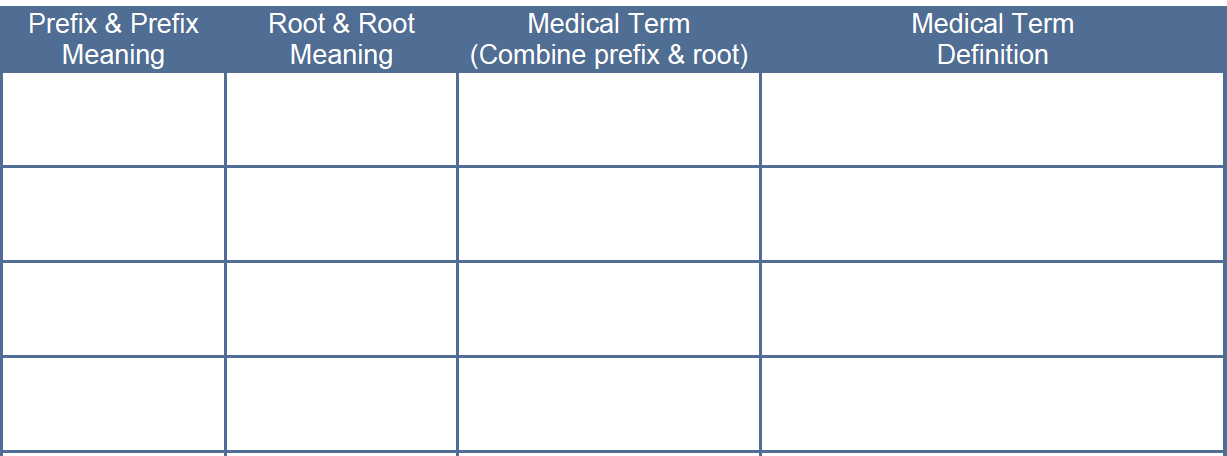 Prefix & Prefix
Meaning
Root & Root
Meaning
Medical Term
(Combine prefix & root)
Medical Term
Definition